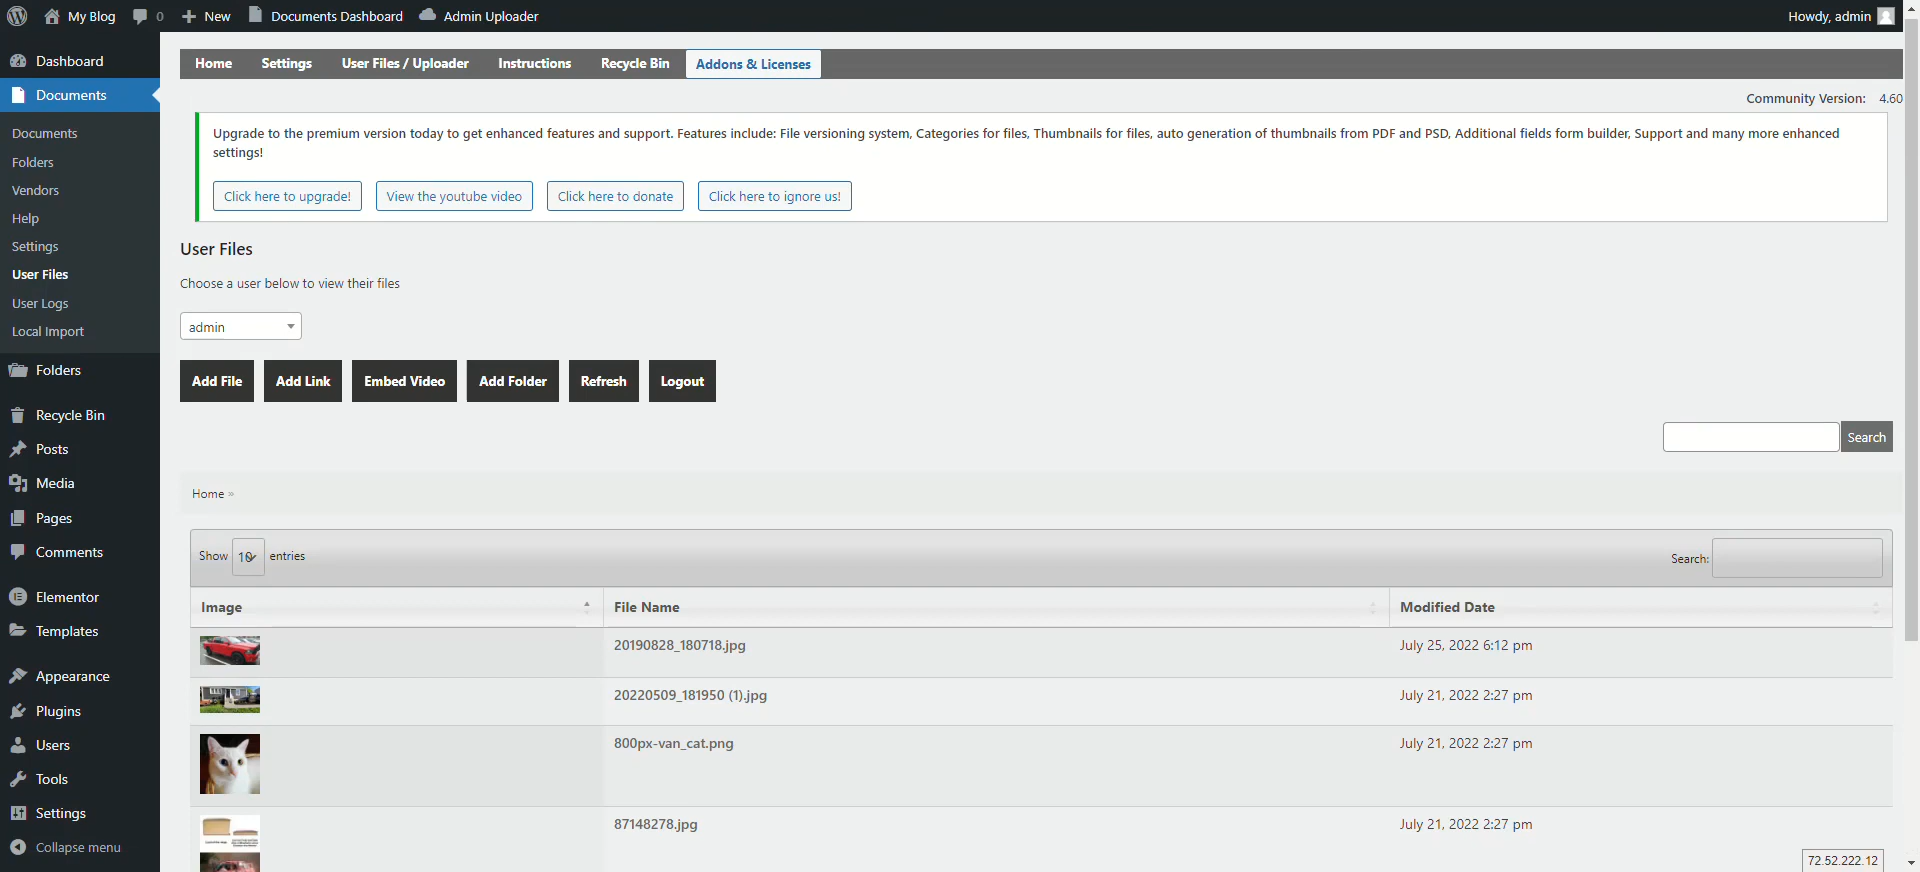 My Blog 0 New Documents Dashboard Admin Uploader Howdy, admin
Dashboard
Documents
Documents
Folders
Vendors
Help
Settings
User Files
User Logs
Local Import
Folders
Recycle Bin
Posts
Media
Pages
Comments
Elementor
Templates
Appearance
Plugins
Users
Tools
Settings
Collapse menu
Home Settings User Files / Uploader Instructions Recycle Bin Addons & Licenses
Community Version: 4.60
Upgrade to the premium version today to get enhanced features and support. Features include: File versioning system, Categories for files, Thumbnails for files, auto generation of thumbnails from PDF and PSD, Additional fields form builder, Support and many more enhanced
settings!
Click here to upgrade! View the youtube video Click here to donate Click here to ignore us!
User Files
Choose a user below to view their files
admin
Add File Add Link Embed Video Add Folder Refresh Logout
Search
Home »
Show 10 entries Search:
Image File Name Modified Date
20190828_180718.jpg July 25, 2022 6:12 pm
20220509_181950 (1).jpg July 21, 2022 2:27 pm
800px-van_cat.png July 21, 2022 2:27 pm
87148278.jpg July 21, 2022 2:27 pm
72.52.222.12